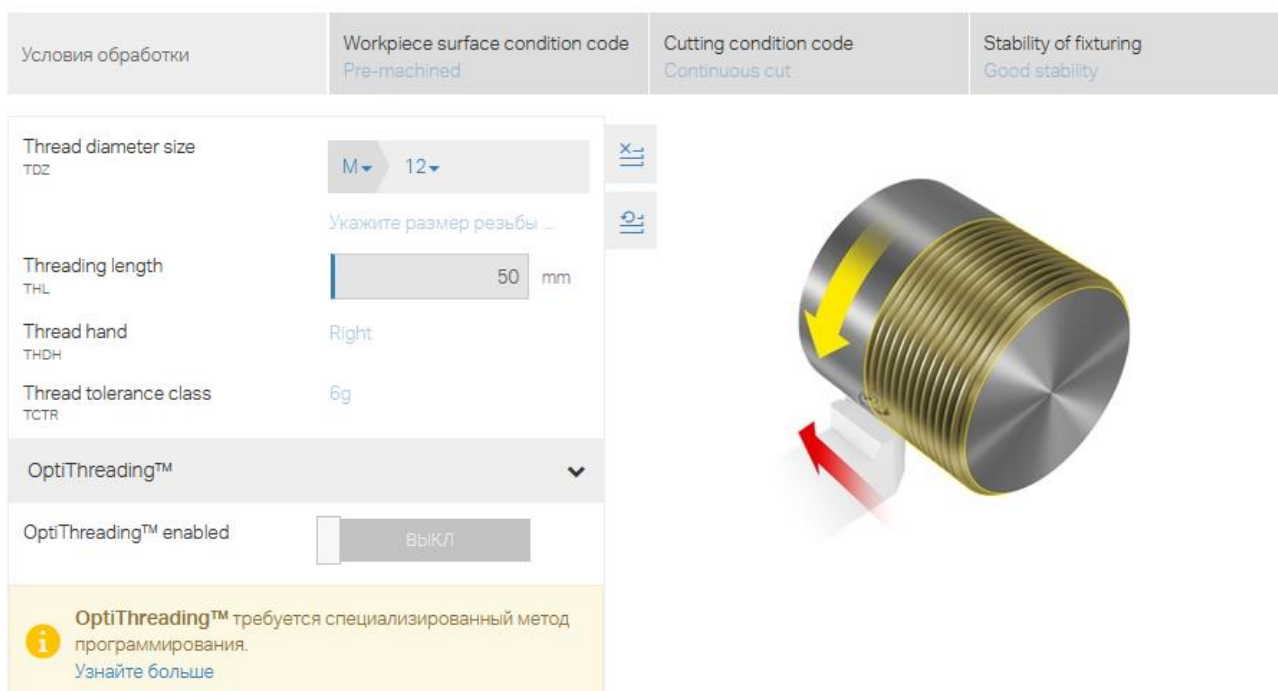 Условия обработки
Workpiece surface condition code
Pre-machined
Cutting condition code
Continuous cut
Stability of fixturing
Good stability
Thread diameter size
TDZ
M 12
Укажите размер резьбы ...
Threading length
THL
50 mm
Thread hand
THDH
Right
Thread tolerance class
TCTR
6g
OptiThreading™
OptiThreading™ enabled
ВЫКЛ
OptiThreading™ требуется специализированный метод
программирования.
Узнайте больше